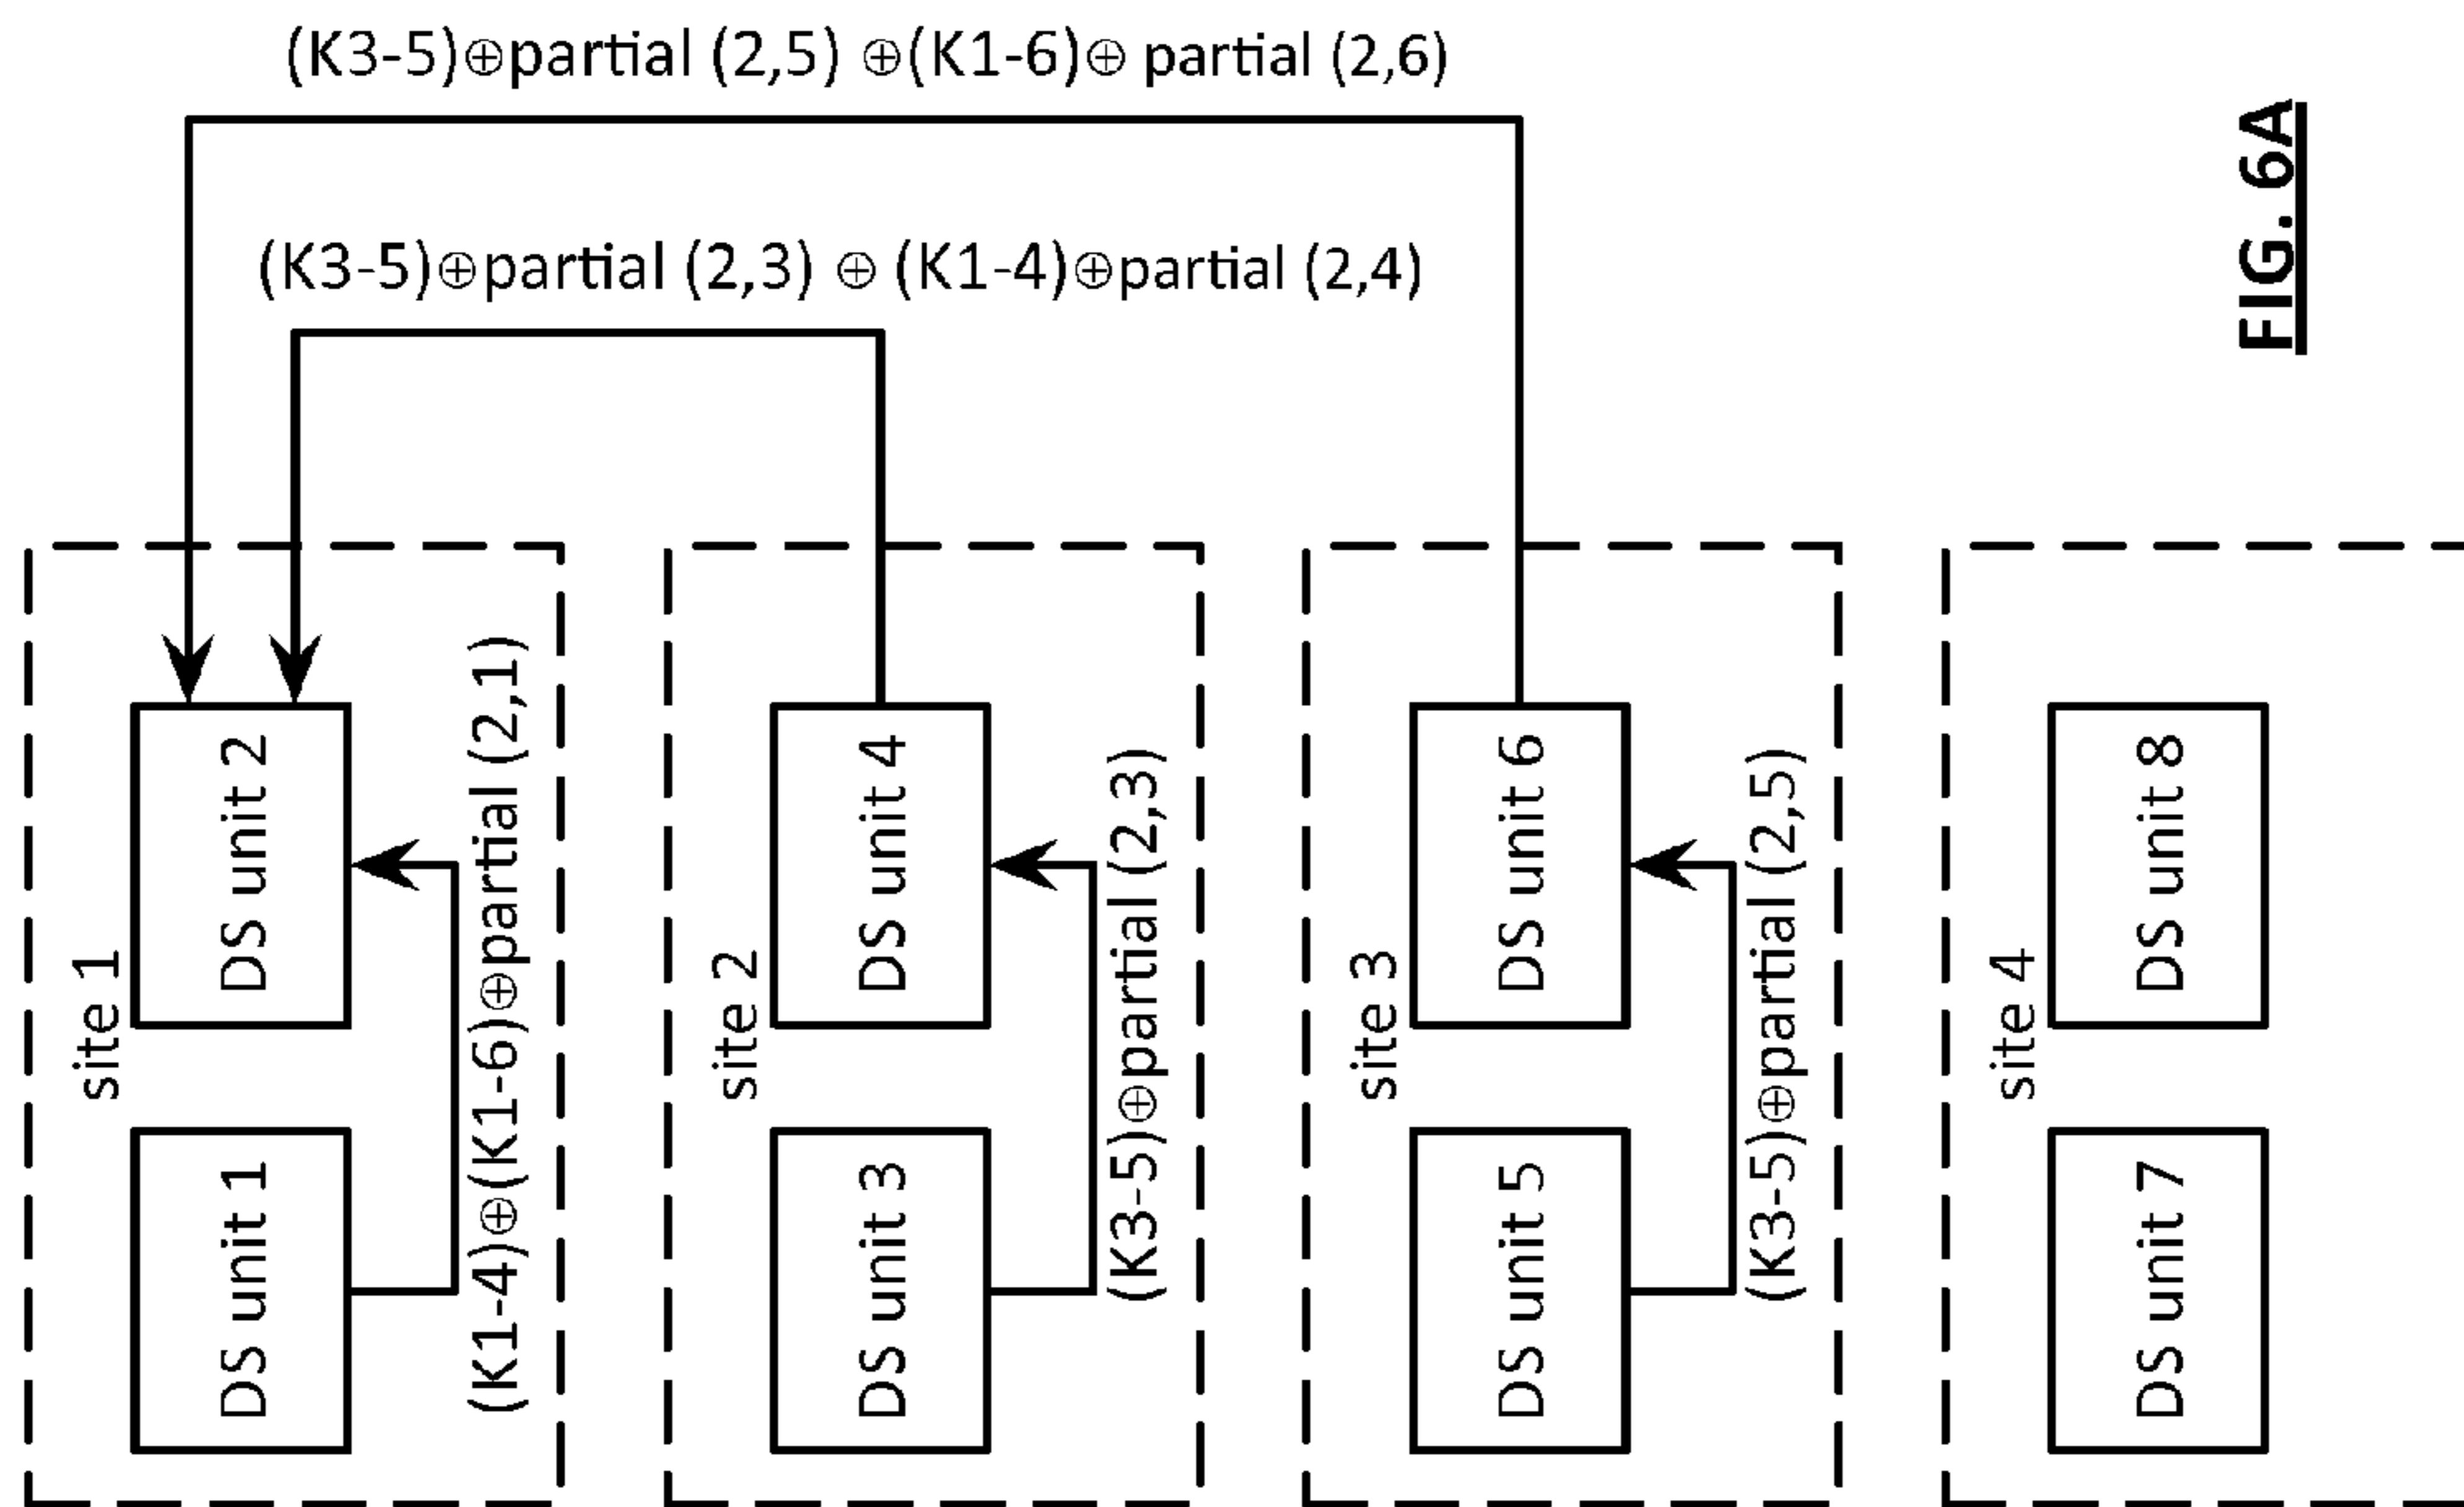 (K3-5)⊕partial (2,5) ⊕(K1-6)⊕ partial (2,6)
(K3-5)⊕partial (2,3) ⊕ (K1-4)⊕partial (2,4)
site 1
DS unit 1
DS unit 2
(K1-4)⊕(K1-6)⊕partial (2,1)
site 2
DS unit 3
DS unit 4
(K3-5)⊕partial (2,3)
site 3
DS unit 5
DS unit 6
(K3-5)⊕partial (2,5)
site 4
DS unit 7
DS unit 8
FIG. 6A